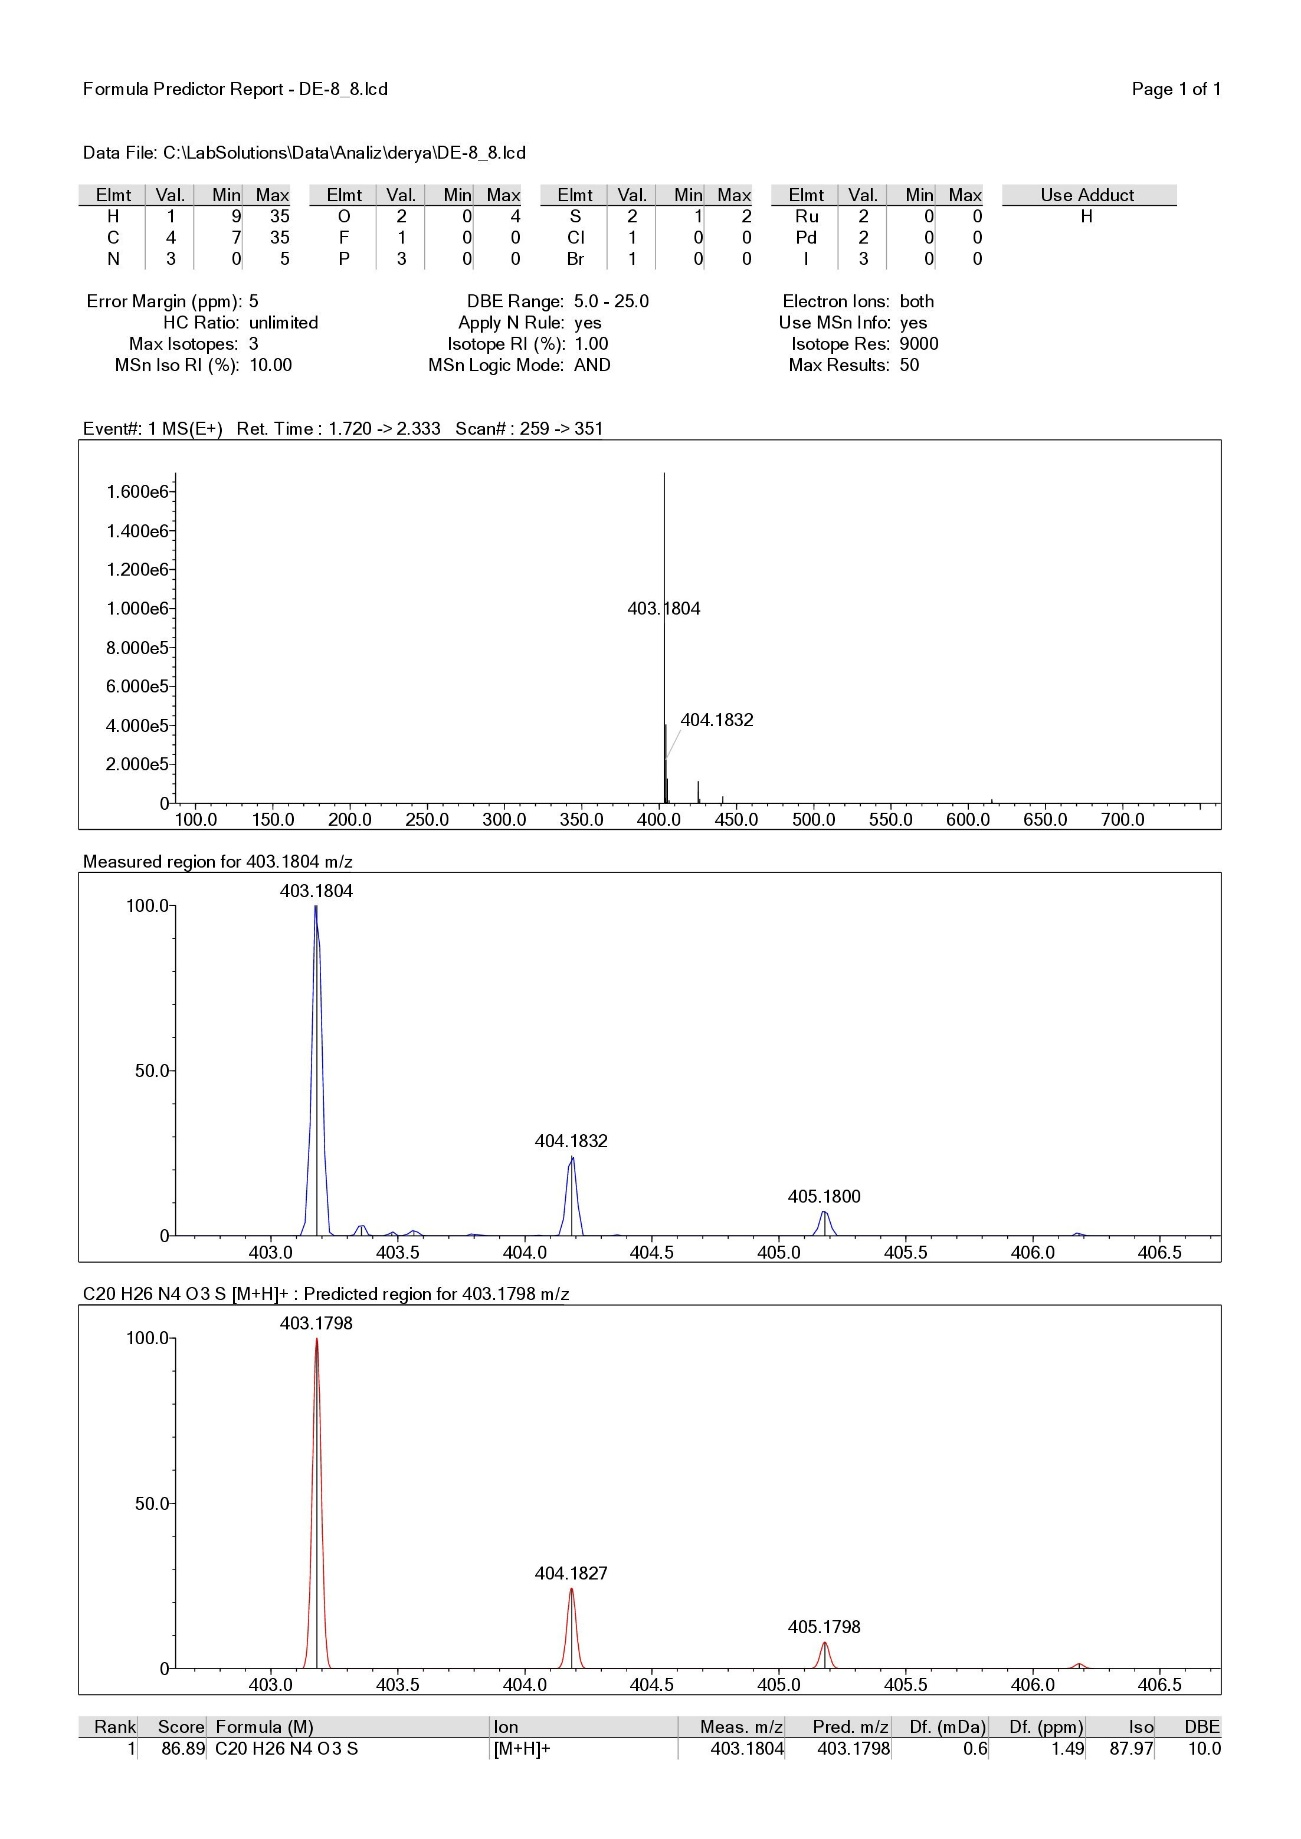 Formula Predictor Report - DE-8_8.lcd Page 1 of 1
Data File: C:\LabSolutions\Data\Analiz\derya\DE-8_8.lcd
Elmt Val. Min Max Elmt Val. Min Max Elmt Val. Min Max Elmt Val. Min Max Use Adduct
H 1 9 35 O 2 0 4 S 2 1 2 Ru 2 0 0 H
C 4 7 35 F 1 0 0 Cl 1 0 0 Pd 2 0 0
N 3 0 5 P 3 0 0 Br 1 0 0 I 3 0 0
Error Margin (ppm): 5 DBE Range: 5.0 - 25.0 Electron Ions: both
HC Ratio: unlimited Apply N Rule: yes Use MSn Info: yes
Max Isotopes: 3 Isotope RI (%): 1.00 Isotope Res: 9000
MSn Iso RI (%): 10.00 MSn Logic Mode: AND Max Results: 50
Event#: 1 MS(E+) Ret. Time : 1.720 -> 2.333 Scan# : 259 -> 351
1.600e6
1.400e6
1.200e6
1.000e6 403.1804
8.000e5
6.000e5
404.1832
4.000e5
2.000e5
0
100.0 150.0 200.0 250.0 300.0 350.0 400.0 450.0 500.0 550.0 600.0 650.0 700.0
Measured region for 403.1804 m/z
403.1804
100.0
50.0
404.1832
405.1800
0
403.0 403.5 404.0 404.5 405.0 405.5 406.0 406.5
C20 H26 N4 O3 S [M+H]+ : Predicted region for 403.1798 m/z
403.1798
100.0
50.0
404.1827
405.1798
0
403.0 403.5 404.0 404.5 405.0 405.5 406.0 406.5
Rank Score Formula (M) Ion Meas. m/z Pred. m/z Df. (mDa) Df. (ppm) Iso DBE
1 86.89 C20 H26 N4 O3 S [M+H]+ 403.1804 403.1798 0.6 1.49 87.97 10.0